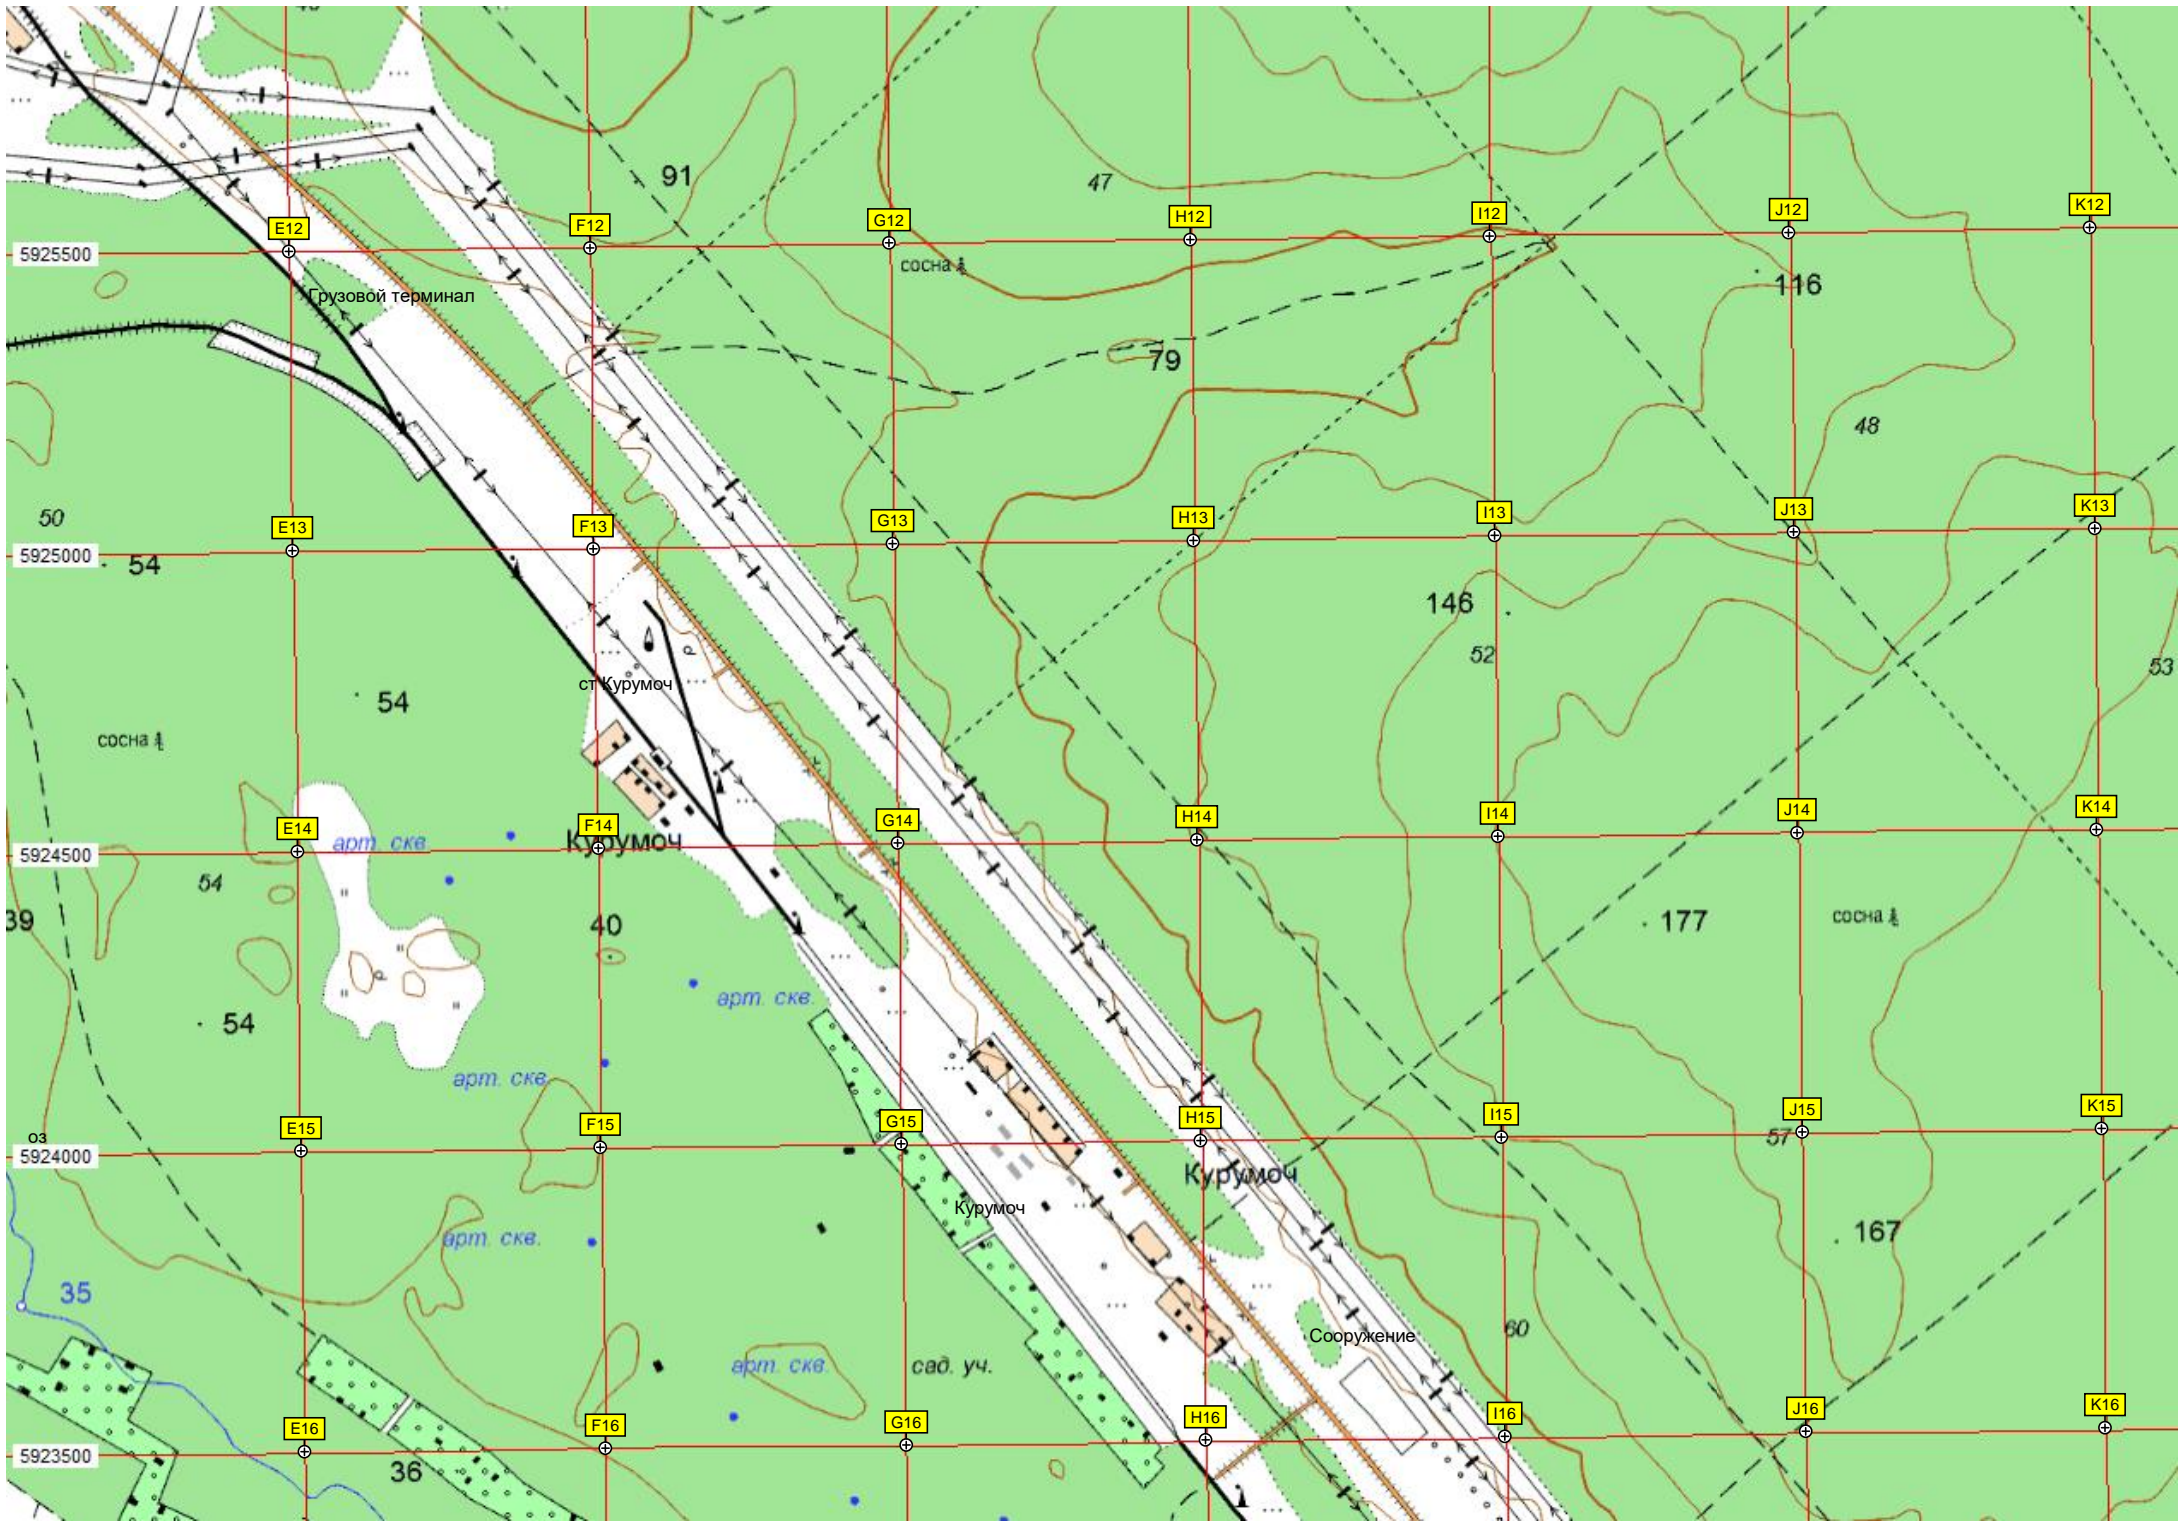 91
47
E12
F12
G12
H12
I12
J12
K12
5925500
сосна
116
Грузовой терминал
79
48
50
E13
F13
G13
H13
I13
J13
K13
5925000
54
146
52
53
ст Курумоч
54
сосна
E14
F14
G14
H14
I14
J14
K14
арт. скв.
Курумоч
5924500
54
39
40
177
сосна
арт. скв.
54
арт. скв.
E15
F15
G15
H15
I15
J15
K15
оз
57
5924000
Курумоч
Курумоч
167
арт. скв.
35
60
Сооружение
арт. скв.
сад. уч.
E16
F16
G16
H16
I16
J16
K16
5923500
36